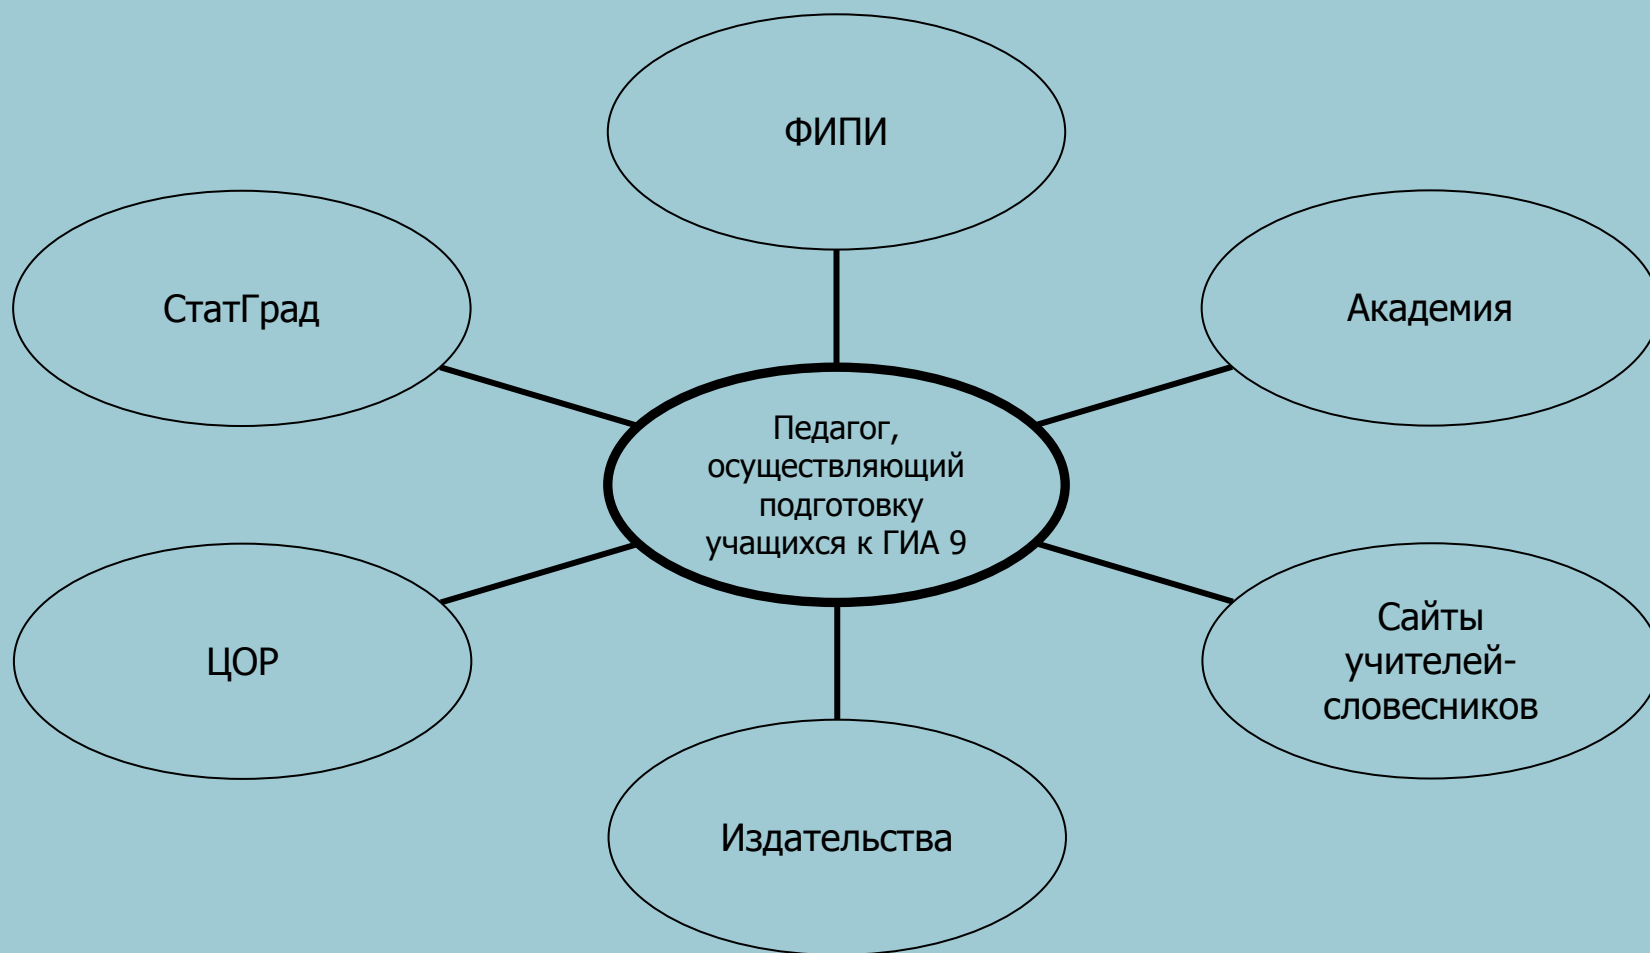 ФИПИ
СтатГрад
Академия
Педагог,
осуществляющий
подготовку
учащихся к ГИА 9
ЦОР
Сайты
учителей-
словесников
Издательства